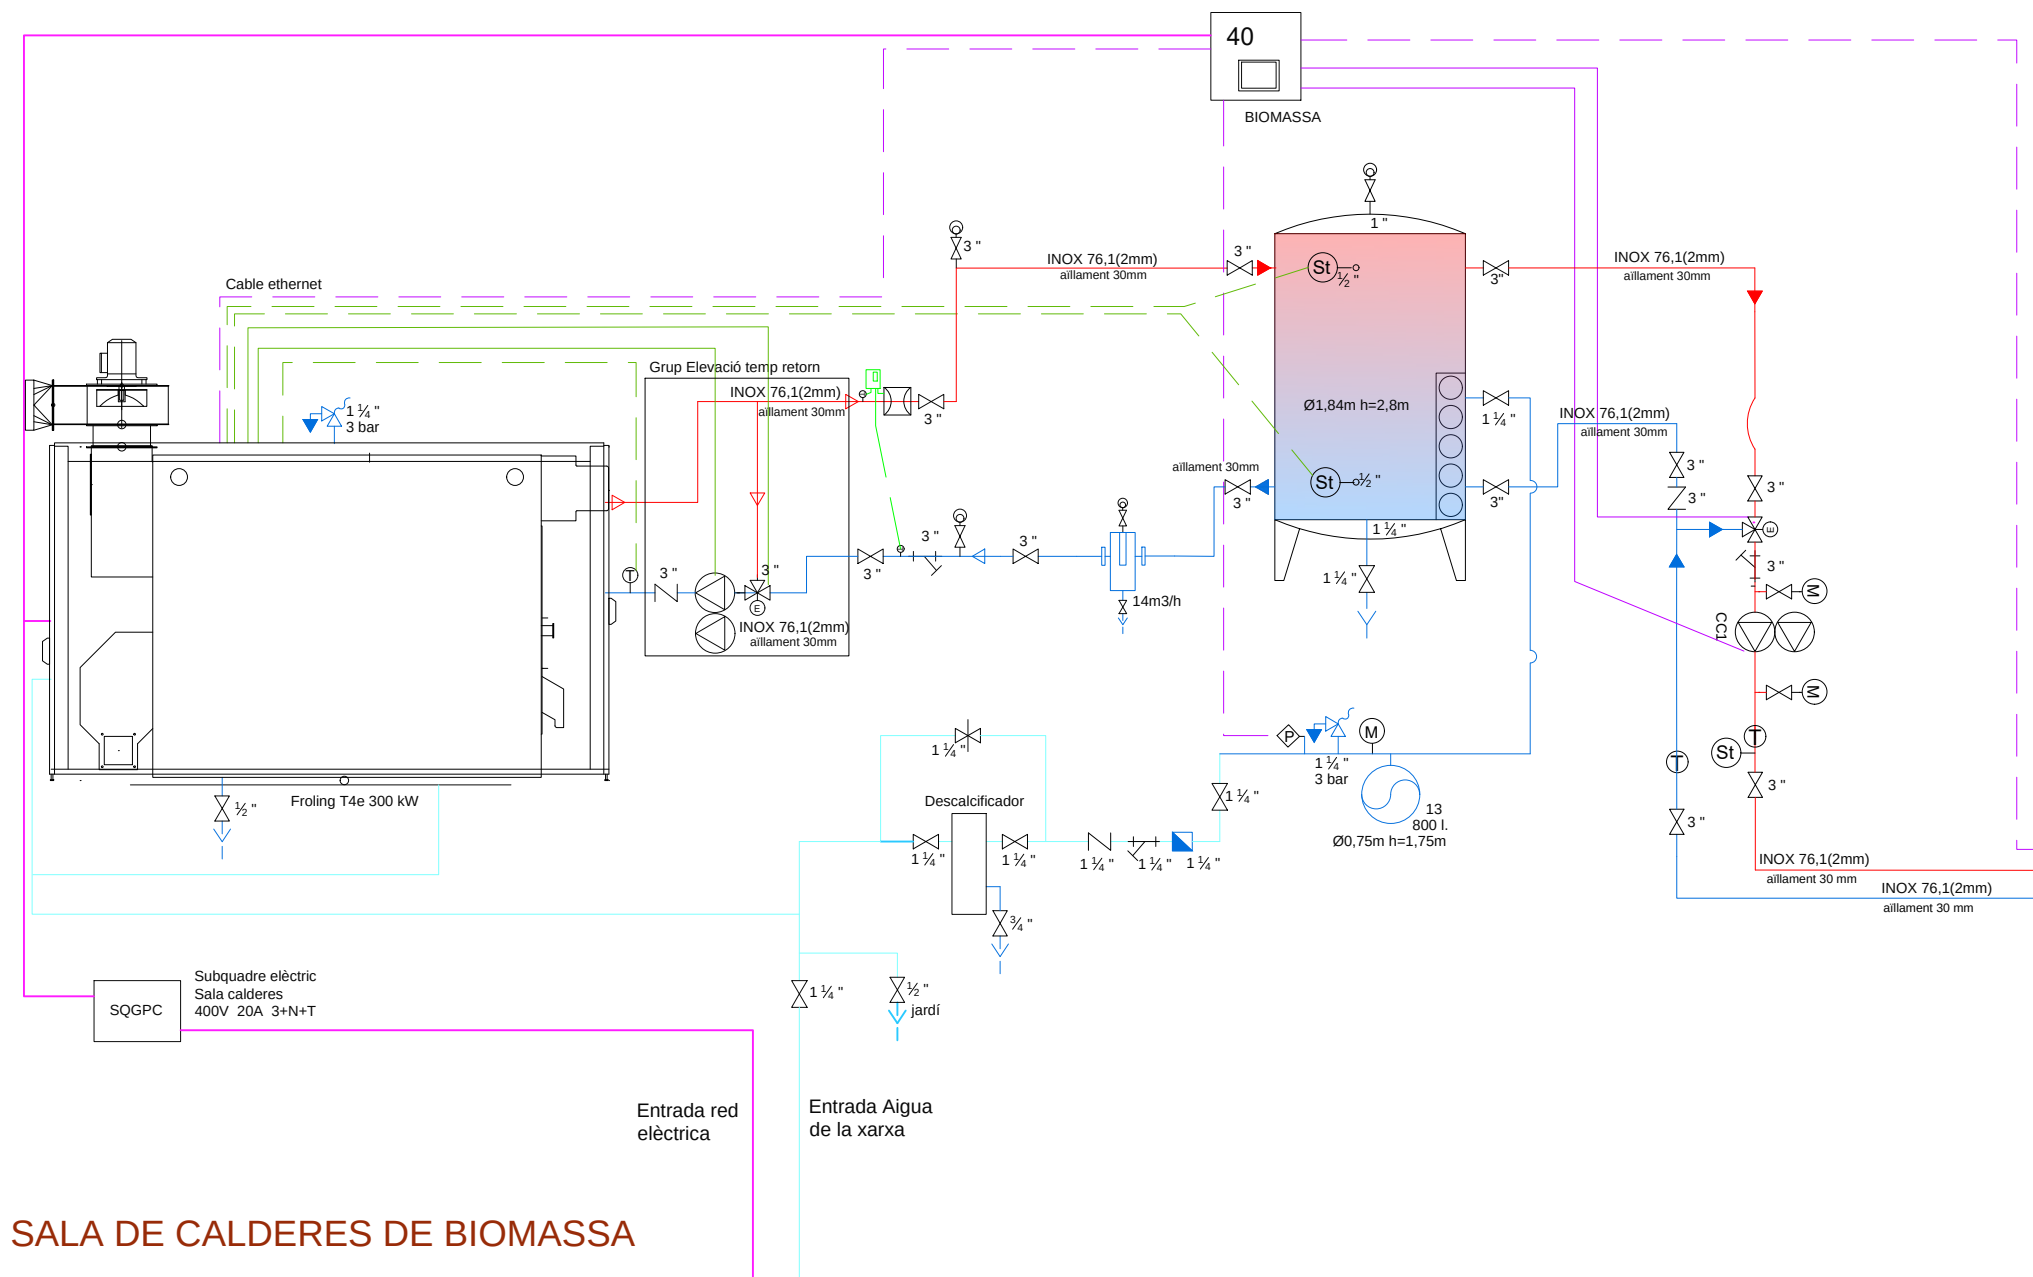 40
BIOMASSA
1 "
3 "
INOX 76,1(2mm)
aïllament 30mm
3 "
St
½ "
3"
INOX 76,1(2mm)
aïllament 30mm
Cable ethernet
Grup Elevació temp retorn
INOX 76,1(2mm)
aïllament 30mm
3 "
1 ¼ "
3 bar
Ø1,84m h=2,8m
1 ¼ "
INOX 76,1(2mm)
aïllament 30mm
aïllament 30mm
3 "
St
½ "
3"
3 "
3 "
3 "
E
3 "
3 "
3 "
3 "
1 ¼ "
1 ¼ "
T
3 "
3 "
E
INOX 76,1(2mm)
aïllament 30mm
14m3/h
M
CC1
M
T
St
T
3 "
3 "
P
M
1 ¼ "
3 bar
1 ¼ "
1 ¼ "
13
800 l.
Ø0,75m h=1,75m
Froling T4e 300 kW
½ "
Descalcificador
1 ¼ "
1 ¼ "
1 ¼ "
1 ¼ "
1 ¼ "
¾ "
INOX 76,1(2mm)
aïllament 30 mm
INOX 76,1(2mm)
aïllament 30 mm
SQGPC
Subquadre elèctric
Sala calderes
400V 20A 3+N+T
1 ¼ "
½ "
jardí
Entrada red
elèctrica
Entrada Aigua
de la xarxa
SALA DE CALDERES DE BIOMASSA